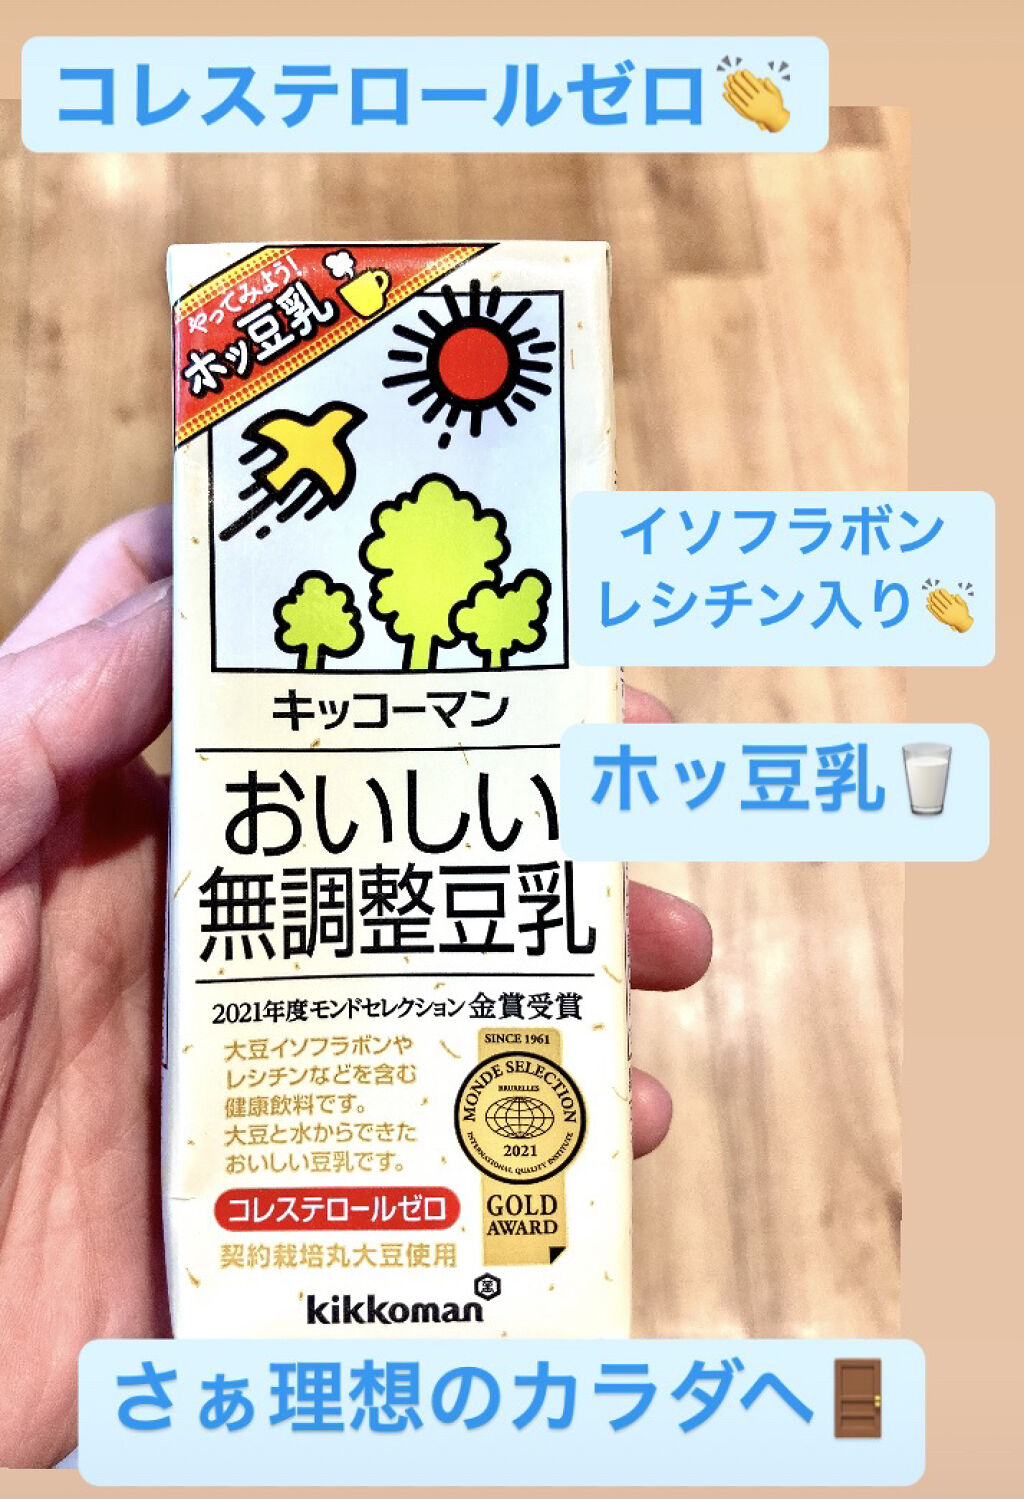 コレステロールゼロ👏
やってみよう!
ホッ豆乳
イソフラボン
レシチン入り👏
キッコーマン
ホッ豆乳🥛
おいしい
無調整豆乳
2021年度モンドセレクション金賞受賞
大豆イソフラボンや
レシチンなどを含む
健康飲料です。
大豆と水からできた
おいしい豆乳です。
SINCE 1961
MONDE SELECTION
BRUXELLES
2021
INTERNATIONAL QUALITY INSTITUTE
GOLD
AWARD
コレステロールゼロ
契約栽培丸大豆使用
kikkoman
さぁ理想のカラダへ🚪